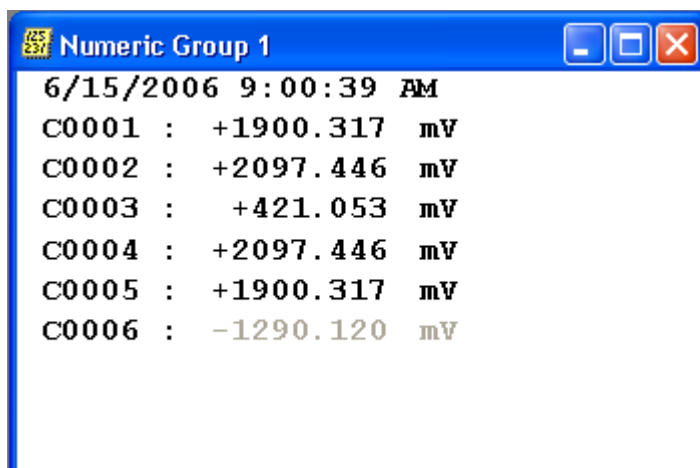 Numeric Group 1
6/15/2006 9:00:39 AM
C0001 : +1900.317 mV
C0002 : +2097.446 mV
C0003 : +421.053 mV
C0004 : +2097.446 mV
C0005 : +1900.317 mV
C0006 : -1290.120 mV